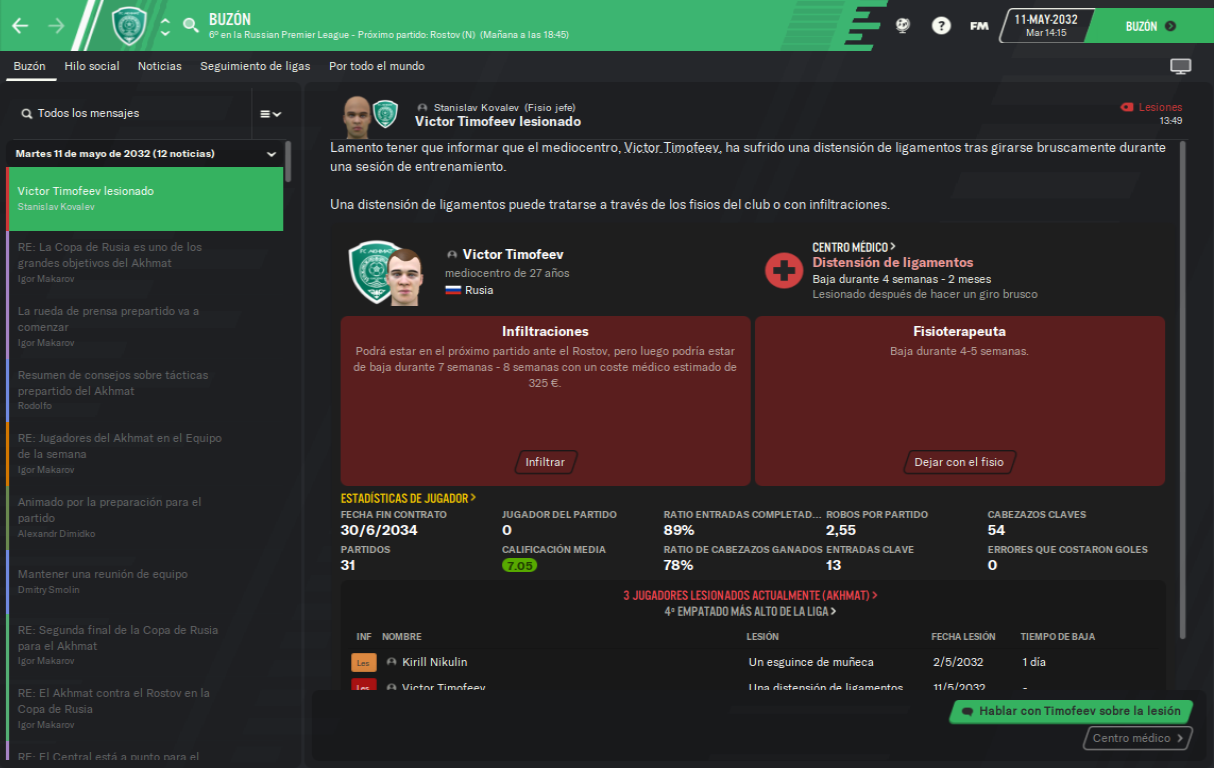 BUZÓN
6º en la Russian Premier League - Próximo partido: Rostov (N) (Mañana a las 18:45)
?
FM
11-MAY-2032
Mar 14:15
BUZÓN
Buzón
Hilo social
Noticias
Seguimiento de ligas
Por todo el mundo
Todos los mensajes
Martes 11 de mayo de 2032 (12 noticias)
Victor Timofeev lesionado
Stanislav Kovalev
RE: La Copa de Rusia es uno de los
grandes objetivos del Akhmat
Igor Makarov
La rueda de prensa prepartido va a
comenzar
Igor Makarov
Resumen de consejos sobre tácticas
prepartido del Akhmat
Rodolfo
RE: Jugadores del Akhmat en el Equipo
de la semana
Igor Makarov
Animado por la preparación para el
partido
Alexandr Dimidko
Mantener una reunión de equipo
Dmitry Smolin
RE: Segunda final de la Copa de Rusia
para el Akhmat
Igor Makarov
RE: El Akhmat contra el Rostov en la
Copa de Rusia
Igor Makarov
RE: El Central está a punto para el
Stanislav Kovalev (Fisio jefe)
Victor Timofeev lesionado
Lesiones
13:49
Lamento tener que informar que el mediocentro, Victor Timofeev, ha sufrido una distensión de ligamentos tras girarse bruscamente durante
una sesión de entrenamiento.
Una distensión de ligamentos puede tratarse a través de los fisios del club o con infiltraciones.
FC AKHMAT
Victor Timofeev
mediocentro de 27 años
Rusia
CENTRO MÉDICO
Distensión de ligamentos
Baja durante 4 semanas - 2 meses
Lesionado después de hacer un giro brusco
Infiltraciones
Podrá estar en el próximo partido ante el Rostov, pero luego podría estar
de baja durante 7 semanas - 8 semanas con un coste médico estimado de
325 €.
Infiltrar
Fisioterapeuta
Baja durante 4-5 semanas.
Dejar con el fisio
ESTADÍSTICAS DE JUGADOR
FECHA FIN CONTRATO
30/6/2034
JUGADOR DEL PARTIDO
0
RATIO ENTRADAS COMPLETAD...
89%
ROBOS POR PARTIDO
2,55
CABEZAZOS CLAVES
54
PARTIDOS
31
CALIFICACIÓN MEDIA
7.05
RATIO DE CABEZAZOS GANADOS
78%
ENTRADAS CLAVE
13
ERRORES QUE COSTARON GOLES
0
3 JUGADORES LESIONADOS ACTUALMENTE (AKHMAT)
4º EMPATADO MÁS ALTO DE LA LIGA
INF NOMBRE LESIÓN FECHA LESIÓN TIEMPO DE BAJA
Les Kirill Nikulin Un esguince de muñeca 2/5/2032 1 día
Les Victor Timofeev Una distensión de ligamentos 11/5/2032 -
Hablar con Timofeev sobre la lesión
Centro médico